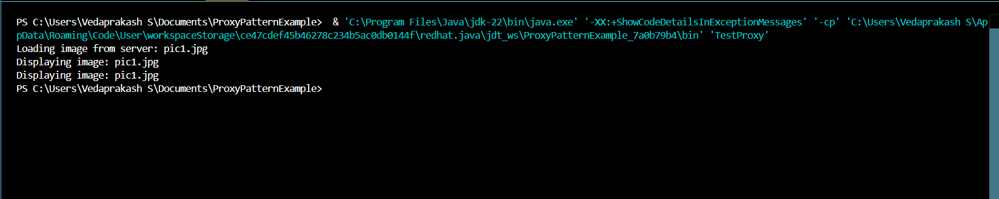 PS C:\Users\Vedaprakash S\Documents\ProxyPatternExample>  & 'C:\Program Files\Java\jdk-22\bin\java.exe' '-XX:+ShowCodeDetailsInExceptionMessages' '-cp' 'C:\Users\Vedaprakash S\Ap
pData\Roaming\Code\User\workspaceStorage\ce47cdef45b46278c234b5ac0db0144f\redhat.java\jdt_ws\ProxyPatternExample_7a0b79b4\bin' 'TestProxy'
Loading image from server: pic1.jpg
Displaying image: pic1.jpg
Displaying image: pic1.jpg
PS C:\Users\Vedaprakash S\Documents\ProxyPatternExample>